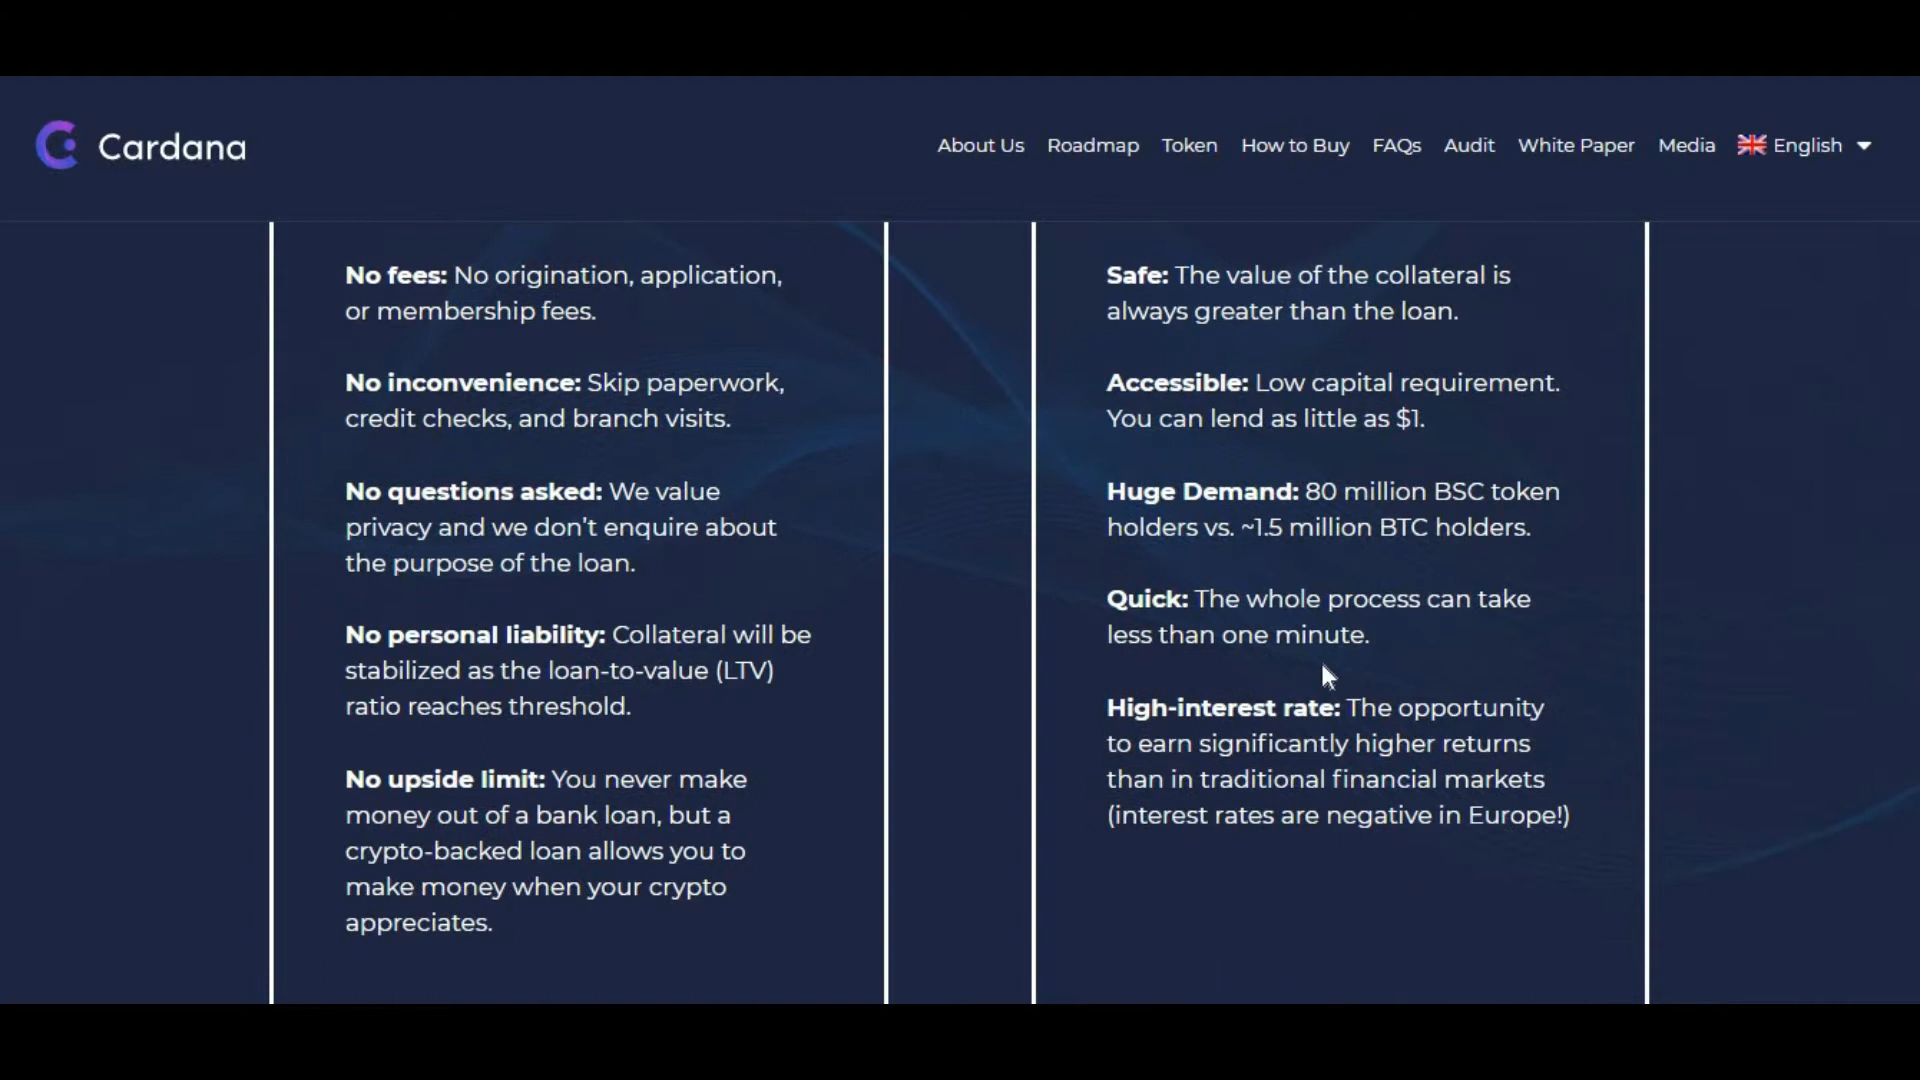 Cardana
About Us Roadmap Token How to Buy FAQs Audit White Paper Media English
No fees: No origination, application,
or membership fees.
No inconvenience: Skip paperwork,
credit checks, and branch visits.
No questions asked: We value
privacy and we don't enquire about
the purpose of the loan.
No personal liability: Collateral will be
stabilized as the loan-to-value (LTV)
ratio reaches threshold.
No upside limit: You never make
money out of a bank loan, but a
crypto-backed loan allows you to
make money when your crypto
appreciates.
Safe: The value of the collateral is
always greater than the loan.
Accessible: Low capital requirement.
You can lend as little as $1.
Huge Demand: 80 million BSC token
holders vs. ~1.5 million BTC holders.
Quick: The whole process can take
less than one minute.
High-interest rate: The opportunity
to earn significantly higher returns
than in traditional financial markets
(interest rates are negative in Europe!)